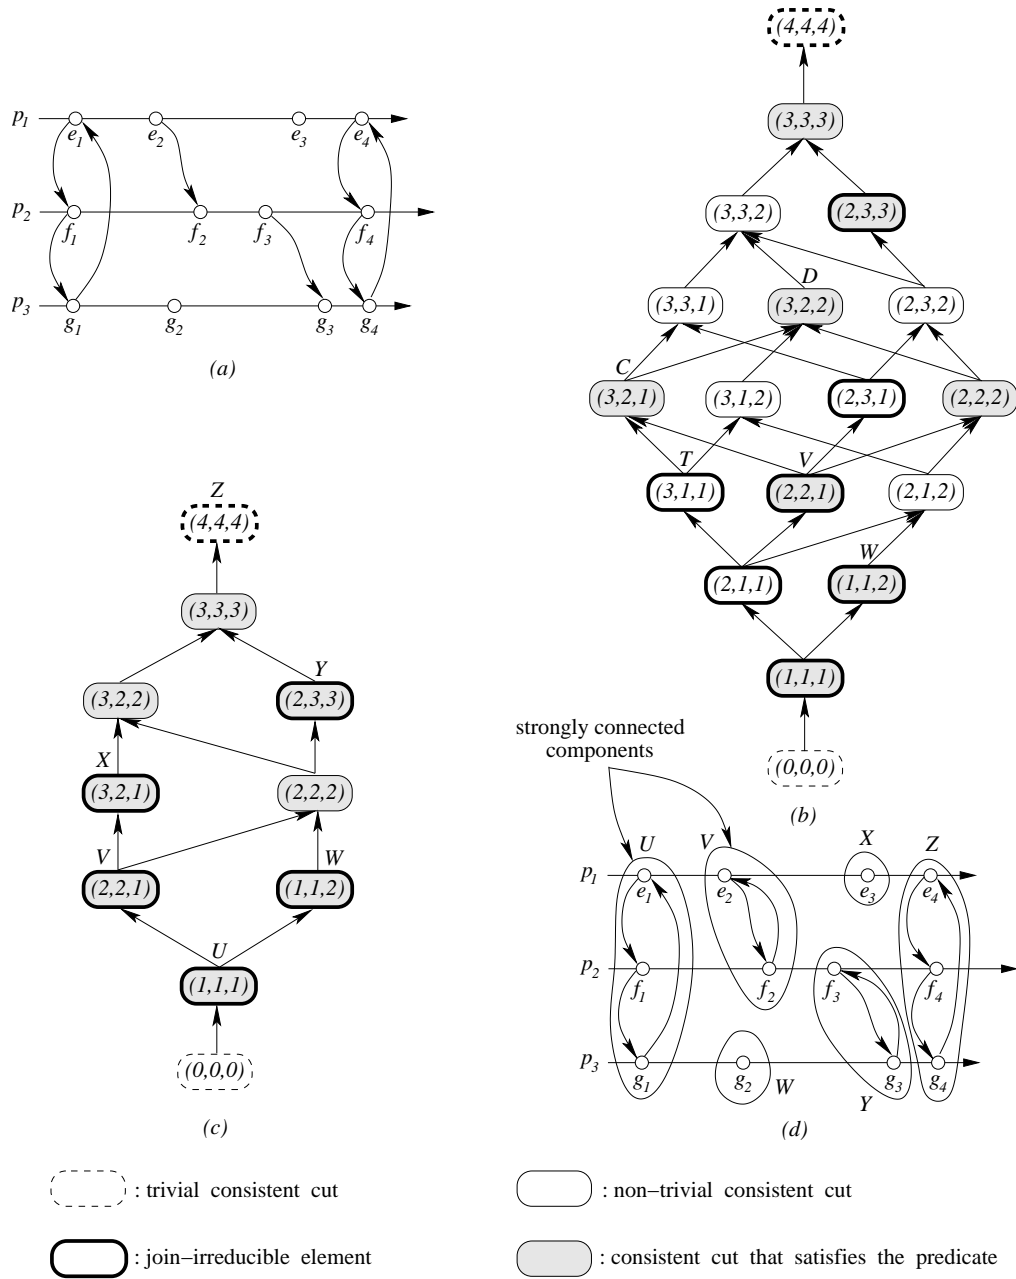 (4,4,4)
(3,3,3)
(3,3,2) (2,3,3)
D
(3,3,1) (3,2,2) (2,3,2)
C
(3,2,1) (3,1,2) (2,3,1) (2,2,2)
T V
(3,1,1) (2,2,1) (2,1,2)
W
(2,1,1) (1,1,2)
(1,1,1)
(0,0,0)
(b)
p1 e1 e2 e3 e4
p2 f1 f2 f3 f4
p3 g1 g2 g3 g4
(a)
Z
(4,4,4)
(3,3,3)
Y
(3,2,2) (2,3,3)
X
(3,2,1) (2,2,2)
V W
(2,2,1) (1,1,2)
U
(1,1,1)
(0,0,0)
(c)
strongly connected
components
U V X Z
p1 e1 e2 e3 e4
p2 f1 f2 f3 f4
p3 g1 g2 g3 g4
W Y
(d)
: trivial consistent cut
: non−trivial consistent cut
: join−irreducible element
: consistent cut that satisfies the predicate